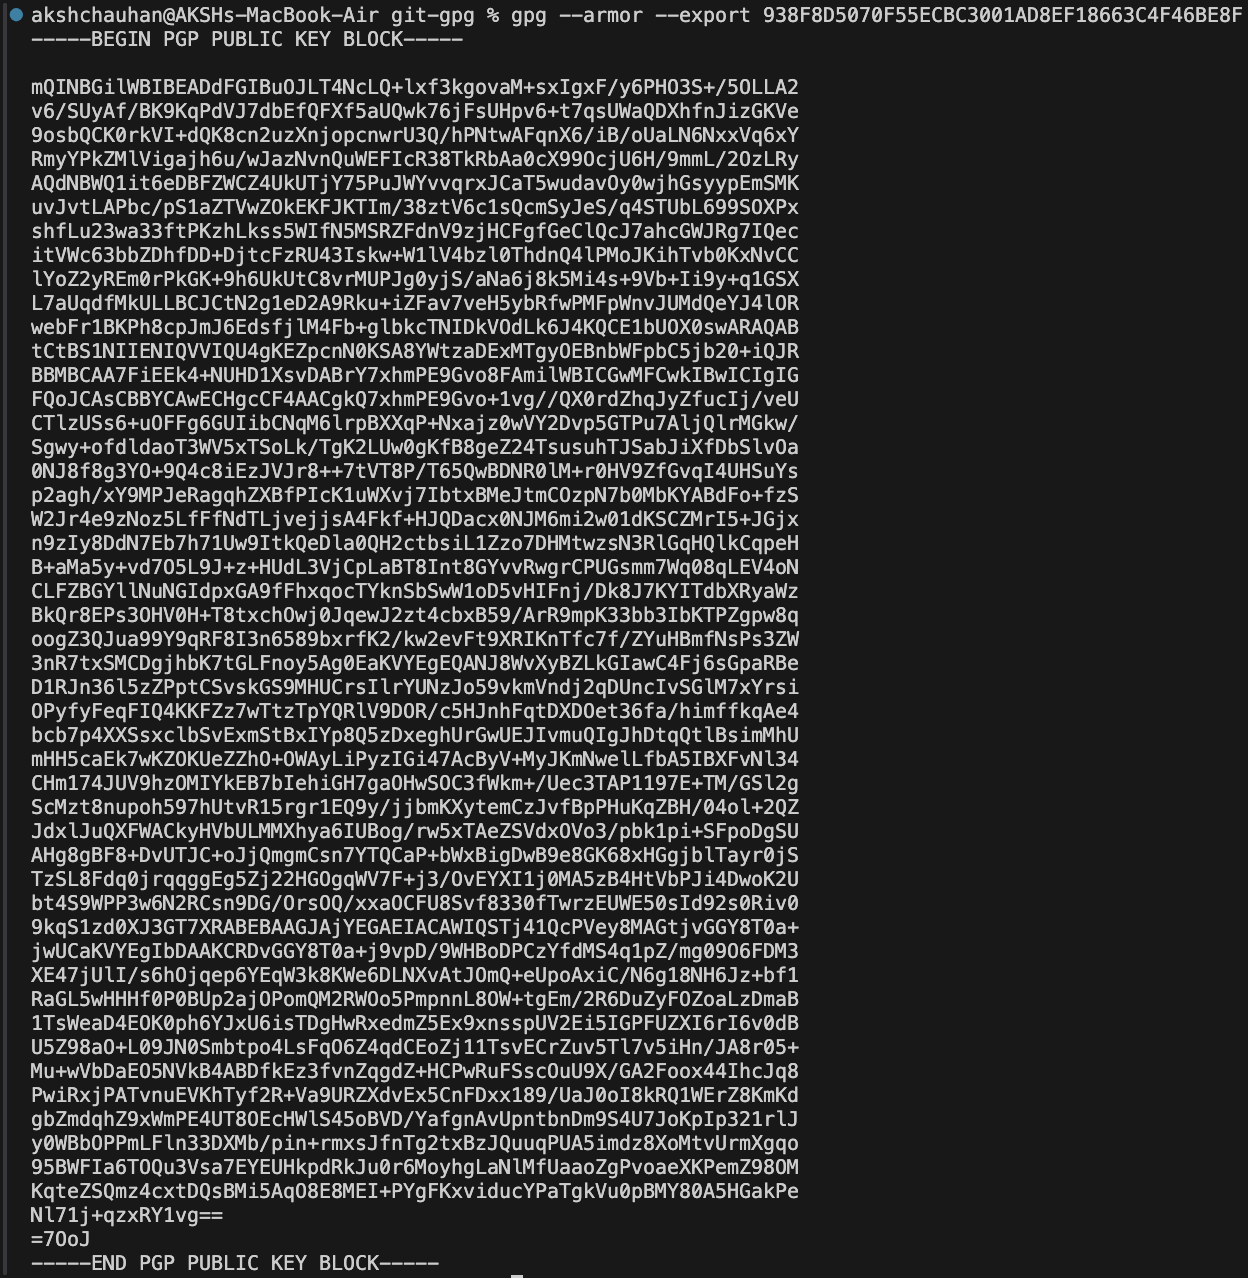 akshchauhan@AKSHs-MacBook-Air git-gpg % gpg --armor --export 938F8D5070F55ECBC3001AD8EF18663C4F46BE8F
-----BEGIN PGP PUBLIC KEY BLOCK-----
mQINBGilWBIBEADdFGIBuOJLT4NcLQ+lxf3kgovaM+sxIgxF/y6PHO3S+/5OLLA2
v6/SUyAf/BK9KqPdVJ7dbEfQFXf5aUQwk76jFsUHpv6+t7qsUWaQDXhfnJizGKVe
9osbQCK0rkVI+dQK8cn2uzXnjopcnwrU3Q/hPNtwAFqnX6/iB/oUaLN6NxxVq6xY
RmyYPkZMlVigajh6u/wJazNvnQuWEFIcR38TkRbAa0cX99OcjU6H/9mmL/2OzLRy
AQdNBWQ1it6eDBFZWCZ4UkUTjY75PuJWYvvqrxJCaT5wudavOy0wjhGsyypEmSMK
uvJvtLAPbc/pS1aZTVwZOkEKFJKTIm/38ztV6c1sQcmSyJeS/q4STUbL699SOXPx
shfLu23wa33ftPKzhLkss5WIfN5MSRZFdnV9zjHCFgfGeClQcJ7ahcGWJRg7IQec
itVWc63bbZDhfDD+DjtcFzRU43Iskw+W1lV4bzl0ThdnQ4lPMoJKihTvb0KxNvCC
lYoZ2yREm0rPkGK+9h6UkUtC8vrMUPJg0yjS/aNa6j8k5Mi4s+9Vb+Ii9y+q1GSX
L7aUqdfMkULLBCJCtN2g1eD2A9Rku+iZFav7veH5ybRfwPMFpWnvJUMdQeYJ4lOR
webFr1BKPh8cpJmJ6EdsfjlM4Fb+glbkcTNIDkVOdLk6J4KQCE1bUOX0swARAQAB
tCtBS1NIIENIQVVIQU4gKEZpcnN0KSA8YWtzaDExMTgyOEBnbWFpbC5jb20+iQJR
BBMBCAA7FiEEk4+NUHD1XsvDABrY7xhmPE9Gvo8FAmilWBICGwMFCwkIBwICIgIG
FQoJCAsCBBYCAwECHgcCF4AACgkQ7xhmPE9Gvo+1vg//QX0rdZhqJyZfucIj/veU
CTlzUSs6+uOFFg6GUIibCNqM6lrpBXXqP+Nxajz0wVY2Dvp5GTPu7AljQlrMGkw/
Sgwy+ofdldaoT3WV5xTSoLk/TgK2LUw0gKfB8geZ24TsusuhTJSabJiXfDbSlvOa
0NJ8f8g3YO+9Q4c8iEzJVJr8++7tVT8P/T65QwBDNR0lM+r0HV9ZfGvqI4UHSuYs
p2agh/xY9MPJeRagqhZXBfPIcK1uWXvj7IbtxBMeJtmCOzpN7b0MbKYABdFo+fzS
W2Jr4e9zNoz5LfFfNdTLjvejjsA4Fkf+HJQDacx0NJM6mi2w01dKSCZMrI5+JGjx
n9zIy8DdN7Eb7h71Uw9ItkQeDla0QH2ctbsiL1Zzo7DHMtwzsN3RlGqHQlkCqpeH
B+aMa5y+vd7O5L9J+z+HUdL3VjCpLaBT8Int8GYvvRwgrCPUGsmm7Wq08qLEV4oN
CLFZBGYllNuNGIdpxGA9fFhxqocTYknSbSwW1oD5vHIFnj/Dk8J7KYITdbXRyaWz
BkQr8EPs3OHV0H+T8txchOwj0JqewJ2zt4cbxB59/ArR9mpK33bb3IbKTPZgpw8q
oogZ3QJua99Y9qRF8I3n6589bxrfK2/kw2evFt9XRIKnTfc7f/ZYuHBmfNsPs3ZW
3nR7txSMCDgjhbK7tGLFnoy5Ag0EaKVYEgEQANJ8WvXyBZLkGIawC4Fj6sGpaRBe
D1RJn36l5zZPptCSvskGS9MHUCrsIlrYUNzJo59vkmVndj2qDUncIvSGlM7xYrsi
OPyfyFeqFIQ4KKFZz7wTtzTpYQRlV9DOR/c5HJnhFqtDXDOet36fa/himffkqAe4
bcb7p4XXSsxclbSvExmStBxIYp8Q5zDxeghUrGwUEJIvmuQIgJhDtqQtlBsimMhU
mHH5caEk7wKZOKUeZZhO+OWAyLiPyzIGi47AcByV+MyJKmNwelLfbA5IBXFvNl34
CHm174JUV9hzOMIYkEB7bIehiGH7gaOHwSOC3fWkm+/Uec3TAP1197E+TM/GSl2g
ScMzt8nupoh597hUtvR15rgr1EQ9y/jjbmKXytemCzJvfBpPHuKqZBH/04ol+2QZ
JdxlJuQXFWACkyHVbULMMXhya6IUBog/rw5xTAeZSVdxOVo3/pbk1pi+SFpoDgSU
AHg8gBF8+DvUTJC+oJjQmgmCsn7YTQCaP+bWxBigDwB9e8GK68xHGgjblTayr0jS
TzSL8Fdq0jrqqggEg5Zj22HGOgqWV7F+j3/OvEYXI1j0MA5zB4HtVbPJi4DwoK2U
bt4S9WPP3w6N2RCsn9DG/OrsOQ/xxaOCFU8Svf8330fTwrzEUWE50sId92s0Riv0
9kqS1zd0XJ3GT7XRABEBAAGJAjYEGAEIACAWIQSTj41QcPVey8MAGtjvGGY8T0a+
jwUCaKVYEgIbDAAKCRDvGGY8T0a+j9vpD/9WHBoDPCzYfdMS4q1pZ/mg09O6FDM3
XE47jUlI/s6hOjqep6YEqW3k8KWe6DLNXvAtJOmQ+eUpoAxiC/N6g18NH6Jz+bf1
RaGL5wHHHf0P0BUp2ajOPomQM2RWOo5PmpnnL8OW+tgEm/2R6DuZyFOZoaLzDmaB
1TsWeaD4EOK0ph6YJxU6isTDgHwRxedmZ5Ex9xnsspUV2Ei5IGPFUZXI6rI6v0dB
U5Z98aO+L09JN0Smbtpo4LsFqO6Z4qdCEoZj11TsvECrZuv5Tl7v5iHn/JA8r05+
Mu+wVbDaEO5NVkB4ABDfkEz3fvnZqgdZ+HCPwRuFSscOuU9X/GA2Foox44IhcJq8
PwiRxjPATvnuEVKhTyf2R+Va9URZXdvEx5CnFDxx189/UaJ0oI8kRQ1WErZ8KmKd
gbZmdqhZ9xWmPE4UT8OEcHWlS45oBVD/YafgnAvUpntbnDm9S4U7JoKpIp321rlJ
y0WBbOPPmLFln33DXMb/pin+rmxsJfnTg2txBzJQuuqPUA5imdz8XoMtvUrmXgqo
95BWFIa6TOQu3Vsa7EYEUHkpdRkJu0r6MoyhgLaNlMfUaaoZgPvoaeXKPemZ98OM
KqteZSQmz4cxtDQsBMi5AqO8E8MEI+PYgFKxviducYPaTgkVu0pBMY80A5HGakPe
Nl71j+qzxRY1vg==
=7OoJ
-----END PGP PUBLIC KEY BLOCK-----